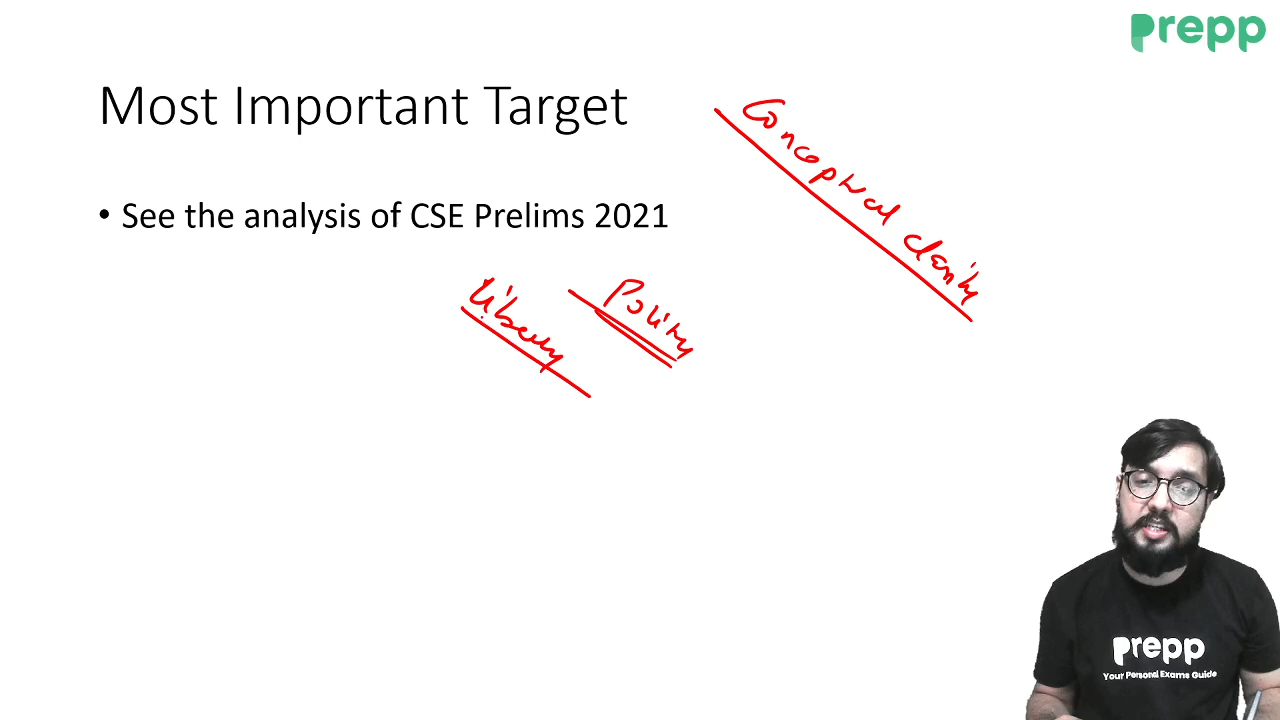 prepp
Most Important Target
Conceptual clarity
• See the analysis of CSE Prelims 2021
Liberty
Polity
prepp
Your Personal Exams Guide